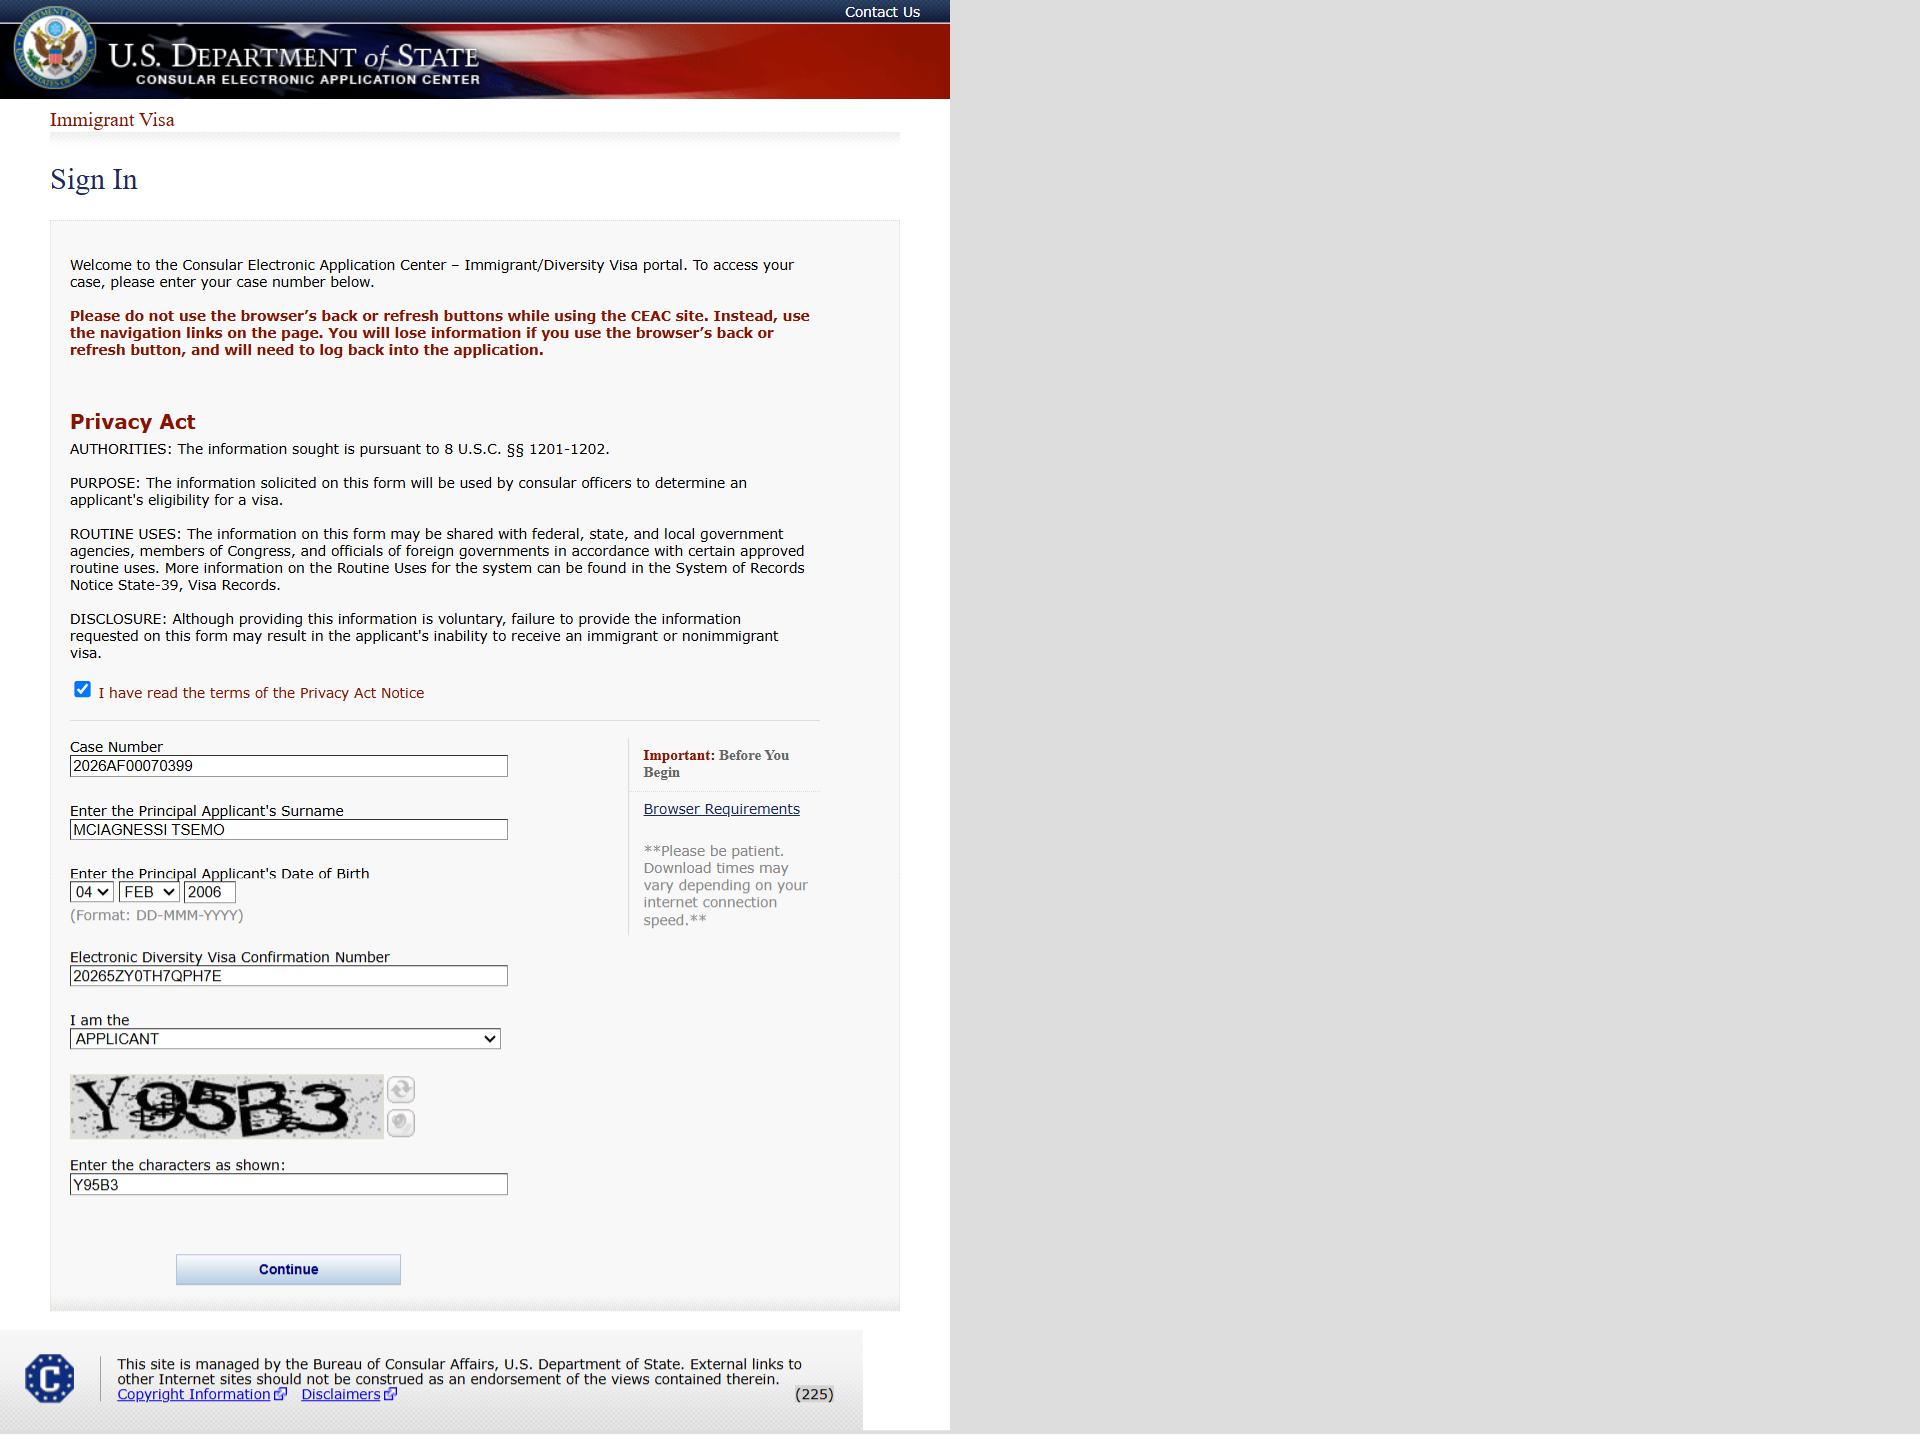 Contact Us
U.S. DEPARTMENT of STATE
CONSULAR ELECTRONIC APPLICATION CENTER
Immigrant Visa
Sign In
Welcome to the Consular Electronic Application Center – Immigrant/Diversity Visa portal. To access your
case, please enter your case number below.
Please do not use the browser’s back or refresh buttons while using the CEAC site. Instead, use
the navigation links on the page. You will lose information if you use the browser’s back or
refresh button, and will need to log back into the application.
Privacy Act
AUTHORITIES: The information sought is pursuant to 8 U.S.C. §§ 1201-1202.
PURPOSE: The information solicited on this form will be used by consular officers to determine an
applicant's eligibility for a visa.
ROUTINE USES: The information on this form may be shared with federal, state, and local government
agencies, members of Congress, and officials of foreign governments in accordance with certain approved
routine uses. More information on the Routine Uses for the system can be found in the System of Records
Notice State-39, Visa Records.
DISCLOSURE: Although providing this information is voluntary, failure to provide the information
requested on this form may result in the applicant's inability to receive an immigrant or nonimmigrant
visa.
I have read the terms of the Privacy Act Notice
Case Number
2026AF00070399
Enter the Principal Applicant's Surname
MCIAGNESSI TSEMO
Enter the Principal Applicant's Date of Birth
04 FEB 2006
(Format: DD-MMM-YYYY)
Electronic Diversity Visa Confirmation Number
20265ZY0TH7QPH7E
I am the
APPLICANT
Y95B3
Enter the characters as shown:
Y95B3
Continue
Important: Before You
Begin
Browser Requirements
**Please be patient.
Download times may
vary depending on your
internet connection
speed.**
This site is managed by the Bureau of Consular Affairs, U.S. Department of State. External links to
other Internet sites should not be construed as an endorsement of the views contained therein.
Copyright Information Disclaimers
(225)